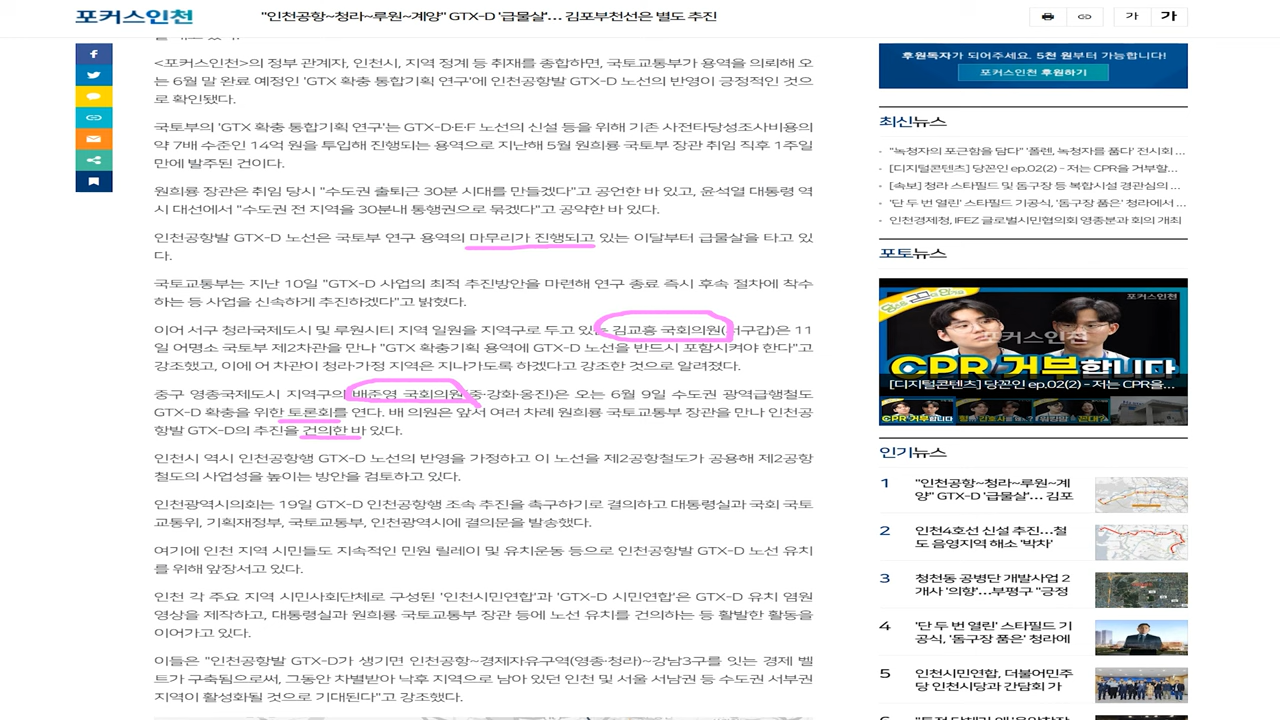 포커스인천
"인천공항~청라~루원~계양" GTX-D '급물살'… 김포부천선은 별도 추진
가 가
<포커스인천>의 정부 관계자, 인천시, 지역 정계 등 취재를 종합하면, 국토교통부가 용역을 의뢰해 오
는 6월 말 완료 예정인 'GTX 확충 통합기획 연구'에 인천공항발 GTX-D 노선의 반영이 긍정적인 것으
로 확인됐다.
국토부의 'GTX 확충 통합기획 연구'는 GTX-D·E·F 노선의 신설 등을 위해 기존 사전타당성조사비용의
약 7배 수준인 14억 원을 투입해 진행되는 용역으로 지난해 5월 원희룡 국토부 장관 취임 직후 1주일
만에 발주된 건이다.
원희룡 장관은 취임 당시 "수도권 출퇴근 30분 시대를 만들겠다"고 공언한 바 있고, 윤석열 대통령 역
시 대선에서 "수도권 전 지역을 30분내 통행권으로 묶겠다"고 공약한 바 있다.
인천공항발 GTX-D 노선은 국토부 연구 용역의 마무리가 진행되고 있는 이달부터 급물살을 타고 있
다.
국토교통부는 지난 10일 "GTX-D 사업의 최적 추진방안을 마련해 연구 종료 즉시 후속 절차에 착수
하는 등 사업을 신속하게 추진하겠다"고 밝혔다.
이어 서구 청라국제도시 및 루원시티 지역 일원을 지역구로 두고 있는 김교흥 국회의원(서구갑)은 11
일 어명소 국토부 제2차관을 만나 "GTX 확충기획 용역에 GTX-D 노선을 반드시 포함시켜야 한다"고
강조했고, 이에 어 차관이 청라·가정 지역은 지나가도록 하겠다고 강조한 것으로 알려졌다.
중구 영종국제도시 지역구의 배준영 국회의원(중·강화·옹진)은 오는 6월 9일 수도권 광역급행철도
GTX-D 확충을 위한 토론회를 연다. 배 의원은 앞서 여러 차례 원희룡 국토교통부 장관을 만나 인천공
항발 GTX-D의 추진을 건의한 바 있다.
인천시 역시 인천공항행 GTX-D 노선의 반영을 가정하고 이 노선을 제2공항철도가 공용해 제2공항
철도의 사업성을 높이는 방안을 검토하고 있다.
인천광역시의회는 19일 GTX-D 인천공항행 조속 추진을 촉구하기로 결의하고 대통령실과 국회 국토
교통위, 기획재정부, 국토교통부, 인천광역시에 결의문을 발송했다.
여기에 인천 지역 시민들도 지속적인 민원 릴레이 및 유치운동 등으로 인천공항발 GTX-D 노선 유치
를 위해 앞장서고 있다.
인천 각 주요 지역 시민사회단체로 구성된 '인천시민연합'과 'GTX-D 시민연합'은 GTX-D 유치 염원
영상을 제작하고, 대통령실과 원희룡 국토교통부 장관 등에 노선 유치를 건의하는 등 활발한 활동을
이어가고 있다.
이들은 "인천공항발 GTX-D가 생기면 인천공항~경제자유구역(영종·청라)~강남3구를 잇는 경제 벨
트가 구축됨으로써, 그동안 차별받아 낙후 지역으로 남아 있던 인천 및 서울 서남권 등 수도권 서부권
지역이 활성화될 것으로 기대된다"고 강조했다.
후원독자가 되어주세요. 5천 원부터 가능합니다!
포커스인천 후원하기
최신뉴스
"녹청자의 포근함을 담다" '폴렌, 녹청자를 품다' 전시회 …
[디지털콘텐츠] 당꼰인 ep.02(2) - 저는 CPR을 거부할…
[속보] 청라 스타필드 및 돔구장 등 복합시설 경관심의 …
'단 두 번 열린' 스타필드 기공식, '돔구장 품은' 청라에서 …
인천경제청, IFEZ 글로벌시민협의회 영종분과 회의 개최
포토뉴스
포커스인천
포커스인천
CPR 거부합니다
[디지털콘텐츠] 당꼰인 ep.02(2) - 저는 CPR을…
CPR 거부합니다
인기뉴스
1 "인천공항~청라~루원~계
양" GTX-D '급물살'… 김포
2 인천4호선 신설 추진…철
도 음영지역 해소 '박차'
3 청천동 공병단 개발사업 2
개사 '의향'…부평구 "긍정
4 '단 두 번 열린' 스타필드 기
공식, '돔구장 품은' 청라에
5 인천시민연합, 더불어민주
당 인천시당과 간담회 가